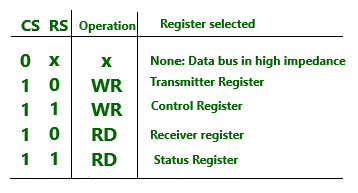 CS RS Operation Register selected
0 x x None: Data bus in high impedance
1 0 WR Transmitter Register
1 1 WR Control Register
1 0 RD Receiver register
1 1 RD Status Register